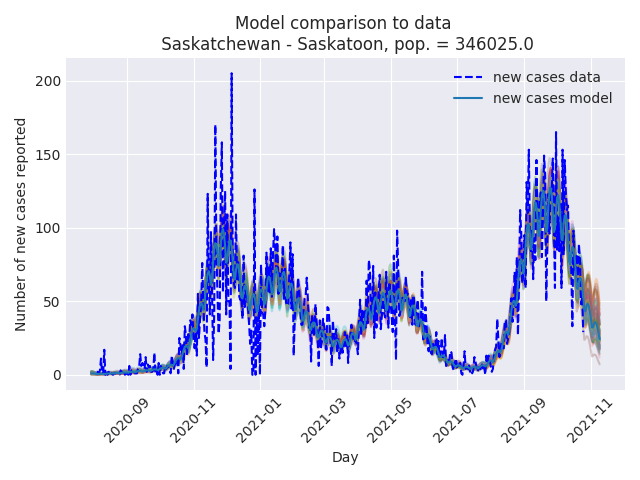 Model comparison to data
Saskatchewan - Saskatoon, pop. = 346025.0
new cases data
new cases model
Number of new cases reported
200
150
100
50
0
2020-09
2020-11
2021-01
2021-03
2021-05
2021-07
2021-09
2021-11
Day